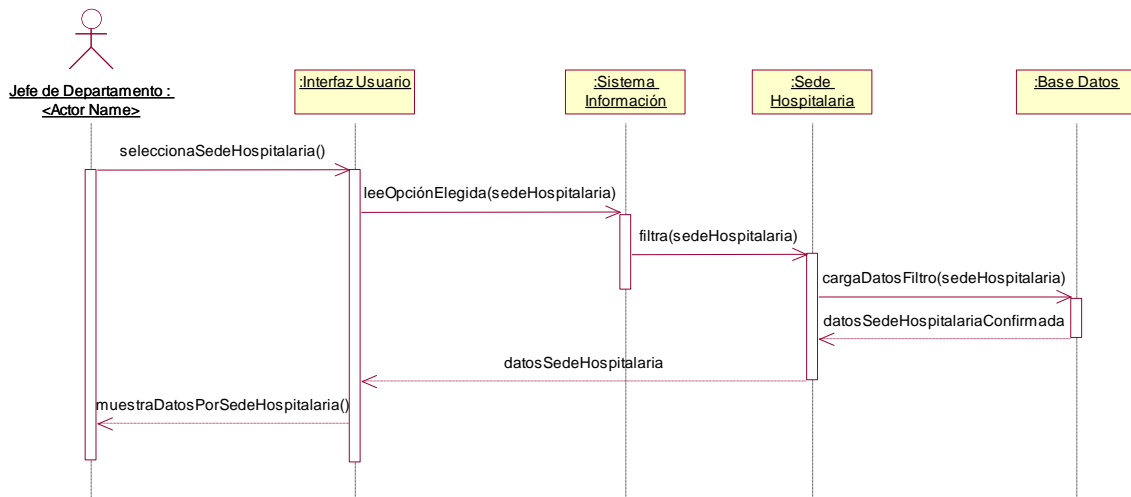 :Interfaz Usuario
:Sistema
Información
:Sede
Hospitalaria
:Base Datos
Jefe de Departamento :
<Actor Name>
seleccionaSedeHospitalaria()
leeOpciónElegida(sedeHospitalaria)
filtra(sedeHospitalaria)
cargaDatosFiltro(sedeHospitalaria)
datosSedeHospitalariaConfirmada
datosSedeHospitalaria
muestraDatosPorSedeHospitalaria()